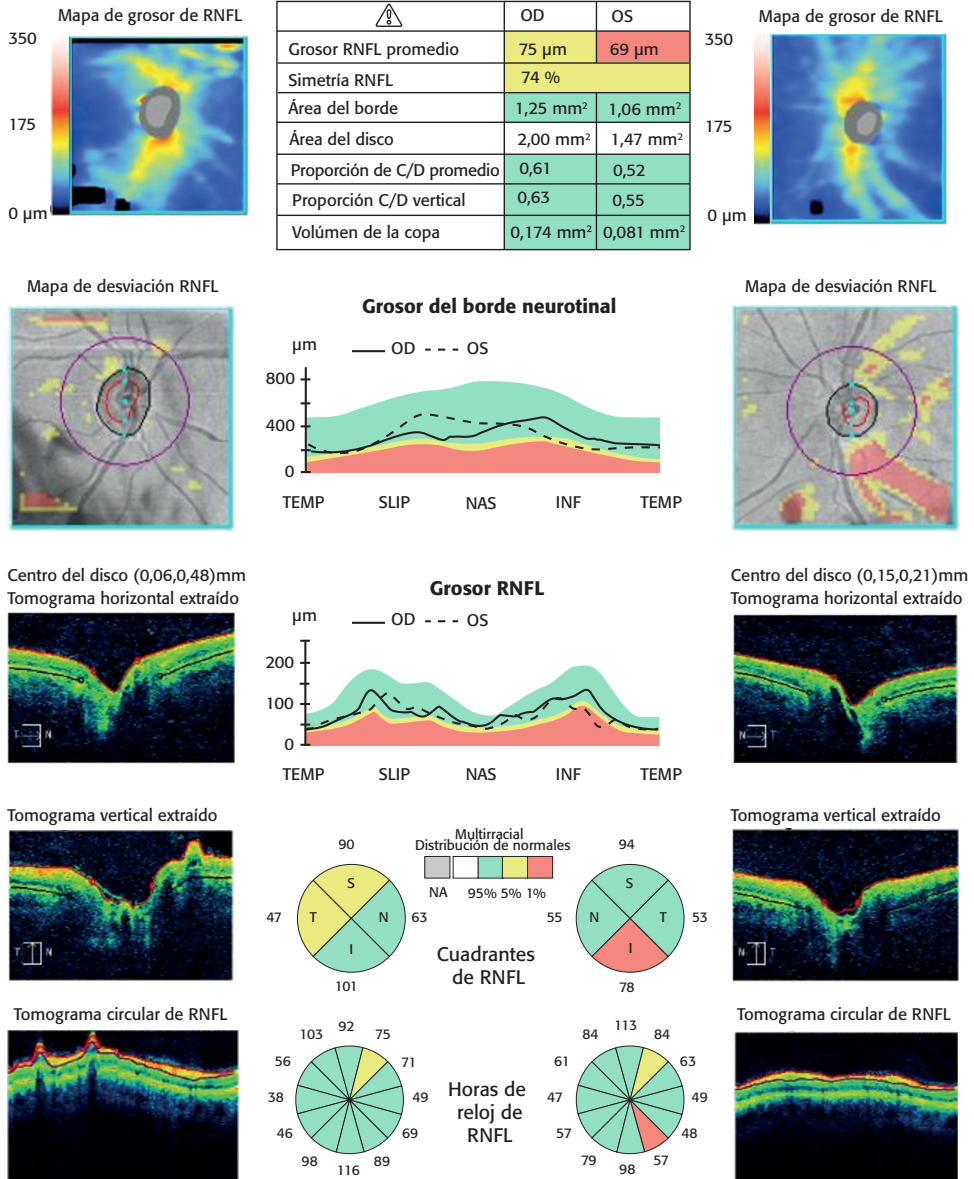 Mapa de grosor de RNFL
350
175
0 µm
OD OS
Grosor RNFL promedio 75 µm 69 µm
Simetría RNFL 74 %
Área del borde 1,25 mm² 1,06 mm²
Área del disco 2,00 mm² 1,47 mm²
Proporción de C/D promedio 0,61 0,52
Proporción C/D vertical 0,63 0,55
Volúmen de la copa 0,174 mm² 0,081 mm²
Mapa de grosor de RNFL
350
175
0 µm
Mapa de desviación RNFL
Grosor del borde neurotinal
µm OD OS
800
400
0
TEMP SLIP NAS INF TEMP
Mapa de desviación RNFL
Centro del disco (0,06,0,48)mm
Tomograma horizontal extraído
T N
Grosor RNFL
µm OD OS
200
100
0
TEMP SLIP NAS INF TEMP
Centro del disco (0,15,0,21)mm
Tomograma horizontal extraído
N T
Tomograma vertical extraído
T N
90
S
47 T N 63
I
101
Multirracial
Distribución de normales
NA 95% 5% 1%
Cuadrantes
de RNFL
94
S
55 N T 53
I
78
Tomograma vertical extraído
T N
Tomograma circular de RNFL
103 92 75
56 71
38 49
46 69
98 116 89
Horas de
reloj de
RNFL
84 113 84
61 63
47 49
57 48
79 98 57
Tomograma circular de RNFL